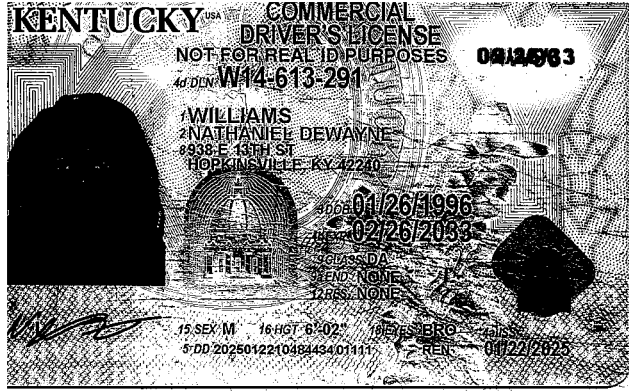 KENTUCKY USA
COMMERCIAL
DRIVER'S LICENSE
NOT FOR REAL ID PURPOSES
4d DLN W14-613-291
1 WILLIAMS
2 NATHANIEL DEWAYNE
8 938 E 13TH ST
HOPKINSVILLE, KY 42240
3 DOB 01/26/1996
4b EXP 02/26/2033
9 CLASS DA
9a END NONE
12 RES NONE
15 SEX M 16 HGT 6'-02" 18 EYES BRO 4a ISS
5 DD 20250122104844340111 REN 01/22/2025